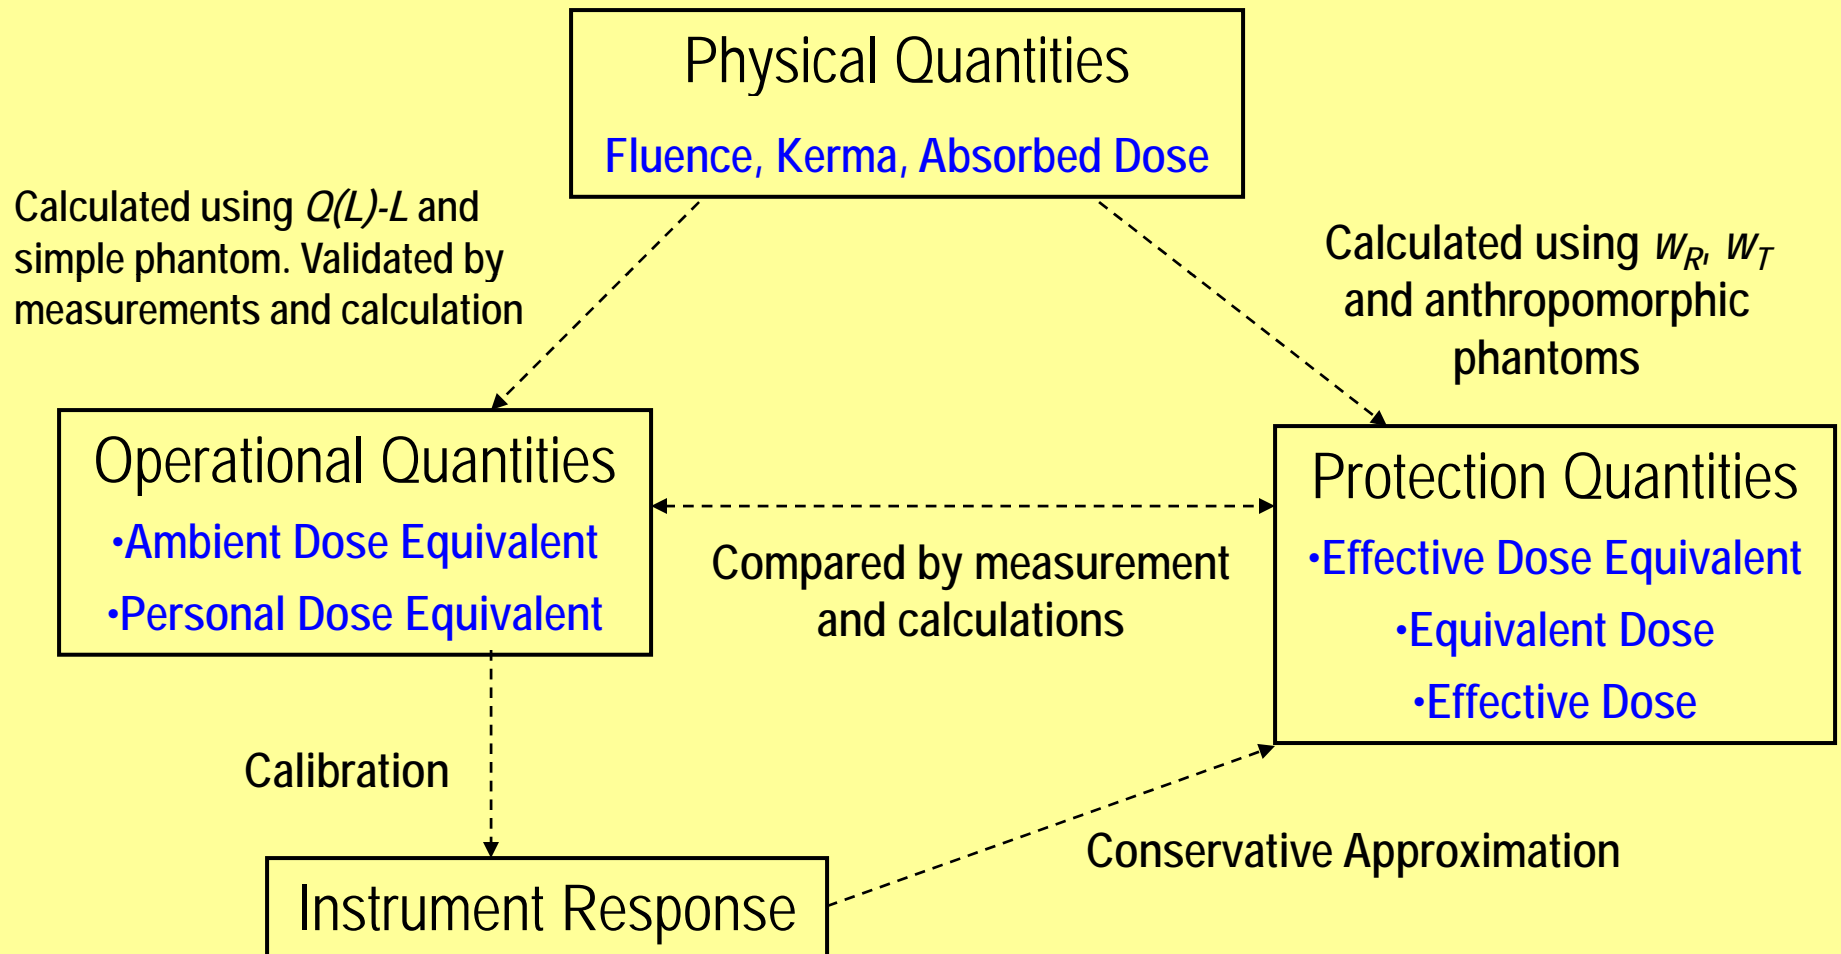 Physical Quantities
Fluence, Kerma, Absorbed Dose
Calculated using Q(L)-L and
simple phantom. Validated by
measurements and calculation
Calculated using w_R, w_T
and anthropomorphic
phantoms
Operational Quantities
•Ambient Dose Equivalent
•Personal Dose Equivalent
Compared by measurement
and calculations
Protection Quantities
•Effective Dose Equivalent
•Equivalent Dose
•Effective Dose
Calibration
Conservative Approximation
Instrument Response